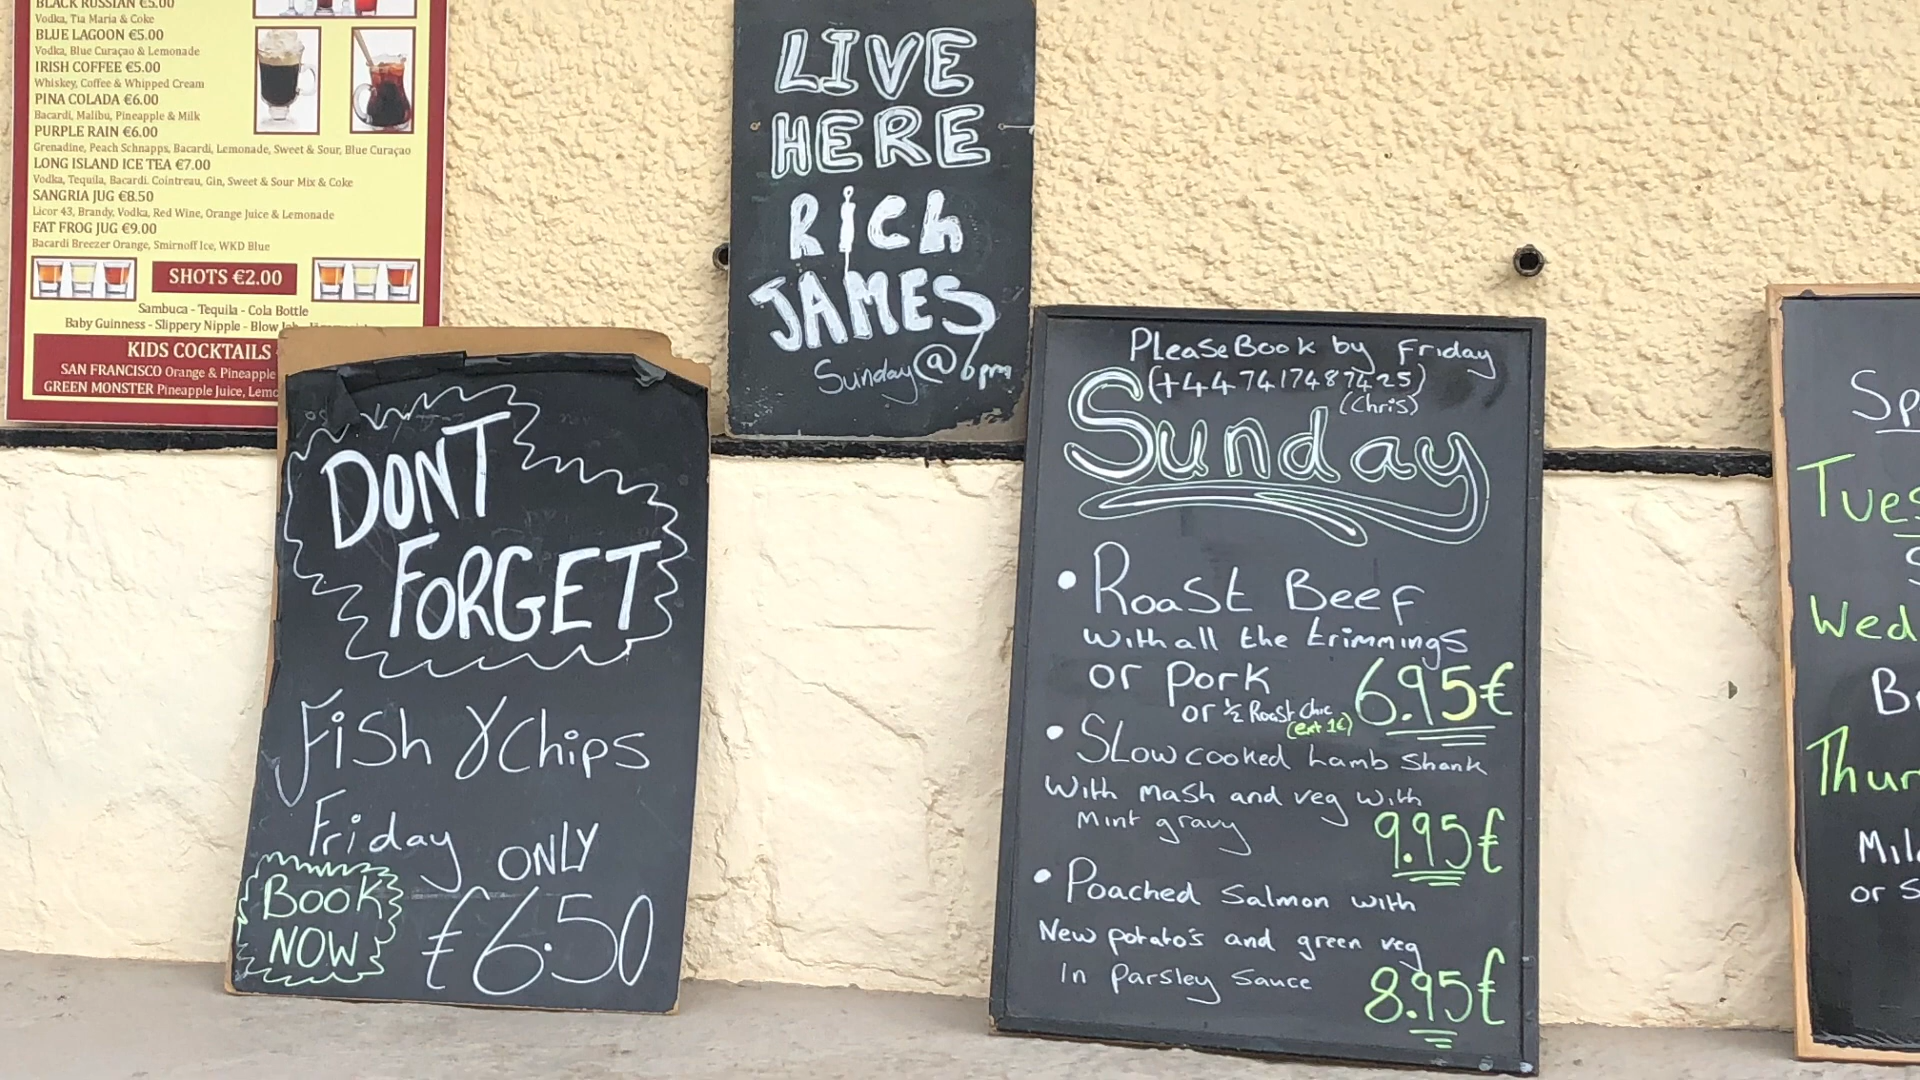 BLACK RUSSIAN €5.00
Vodka, Tia Maria & Coke
BLUE LAGOON €5.00
Vodka, Blue Curaçao & Lemonade
IRISH COFFEE €5.00
Whiskey, Coffee & Whipped Cream
PINA COLADA €6.00
Bacardi, Malibu, Pineapple & Milk
PURPLE RAIN €6.00
Grenadine, Peach Schnapps, Bacardi, Lemonade, Sweet & Sour, Blue Curaçao
LONG ISLAND ICE TEA €7.00
Vodka, Tequila, Bacardi. Cointreau, Gin, Sweet & Sour Mix & Coke
SANGRIA JUG €8.50
Licor 43, Brandy, Vodka, Red Wine, Orange Juice & Lemonade
FAT FROG JUG €9.00
Bacardi Breezer Orange, Smirnoff Ice, WKD Blue
SHOTS €2.00
Sambuca - Tequila - Cola Bottle
Baby Guinness - Slippery Nipple - Blow
KIDS COCKTAILS
SAN FRANCISCO Orange & Pineapple
GREEN MONSTER Pineapple Juice, Lemo
DONT
FORGET
Fish & Chips
Friday
ONLY
€6.50
BOOK
NOW
LIVE
HERE
RICh
JAMES
Sunday @ 6pm
PLease Book by Friday
(+447417487425)
(Chris)
Sunday
• Roast Beef
with all the trimmings
or Pork
or ½ Roast Chic
(ext 1€)
6.95€
• Slow cooked Lamb Shank
with mash and veg with
Mint gravy
9.95€
• Poached Salmon with
New potato's and green veg
In Parsley Sauce
8.95€
Sp
Tues
S
Wed
Br
Thur
Mil
or S